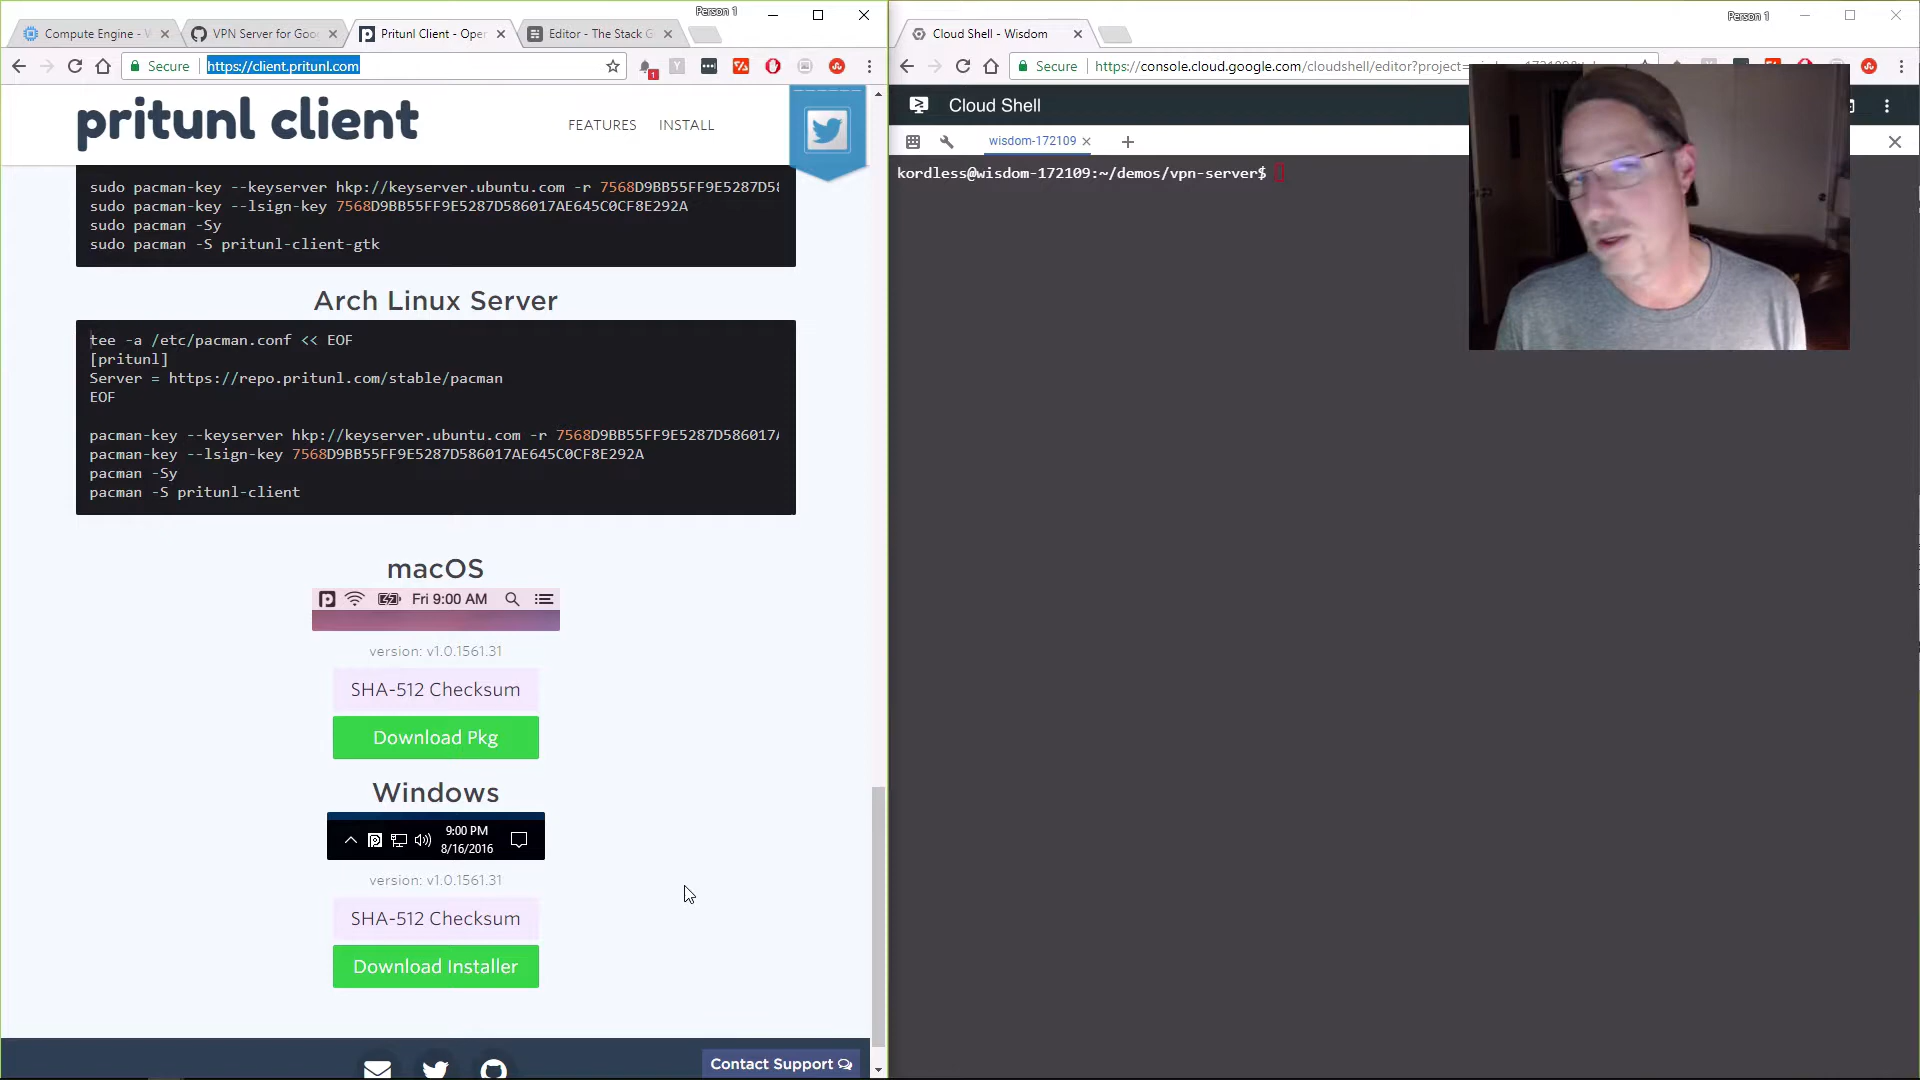 Person 1
Compute Engine - W
VPN Server for Goo
Pritunl Client - Oper
Editor - The Stack G
Secure
https://client.pritunl.com
1
pritunl client
FEATURES
INSTALL
sudo pacman-key --keyserver hkp://keyserver.ubuntu.com -r 7568D9BB55FF9E5287D58
sudo pacman-key --lsign-key 7568D9BB55FF9E5287D586017AE645C0CF8E292A
sudo pacman -Sy
sudo pacman -S pritunl-client-gtk
Arch Linux Server
tee -a /etc/pacman.conf << EOF
[pritunl]
Server = https://repo.pritunl.com/stable/pacman
EOF
pacman-key --keyserver hkp://keyserver.ubuntu.com -r 7568D9BB55FF9E5287D586017A
pacman-key --lsign-key 7568D9BB55FF9E5287D586017AE645C0CF8E292A
pacman -Sy
pacman -S pritunl-client
macOS
Fri 9:00 AM
version: v1.0.1561.31
SHA-512 Checksum
Download Pkg
Windows
9:00 PM
8/16/2016
version: v1.0.1561.31
SHA-512 Checksum
Download Installer
Contact Support
Person 1
Cloud Shell - Wisdom
Secure
https://console.cloud.google.com/cloudshell/editor?project=
Cloud Shell
wisdom-172109
kordless@wisdom-172109:~/demos/vpn-server$